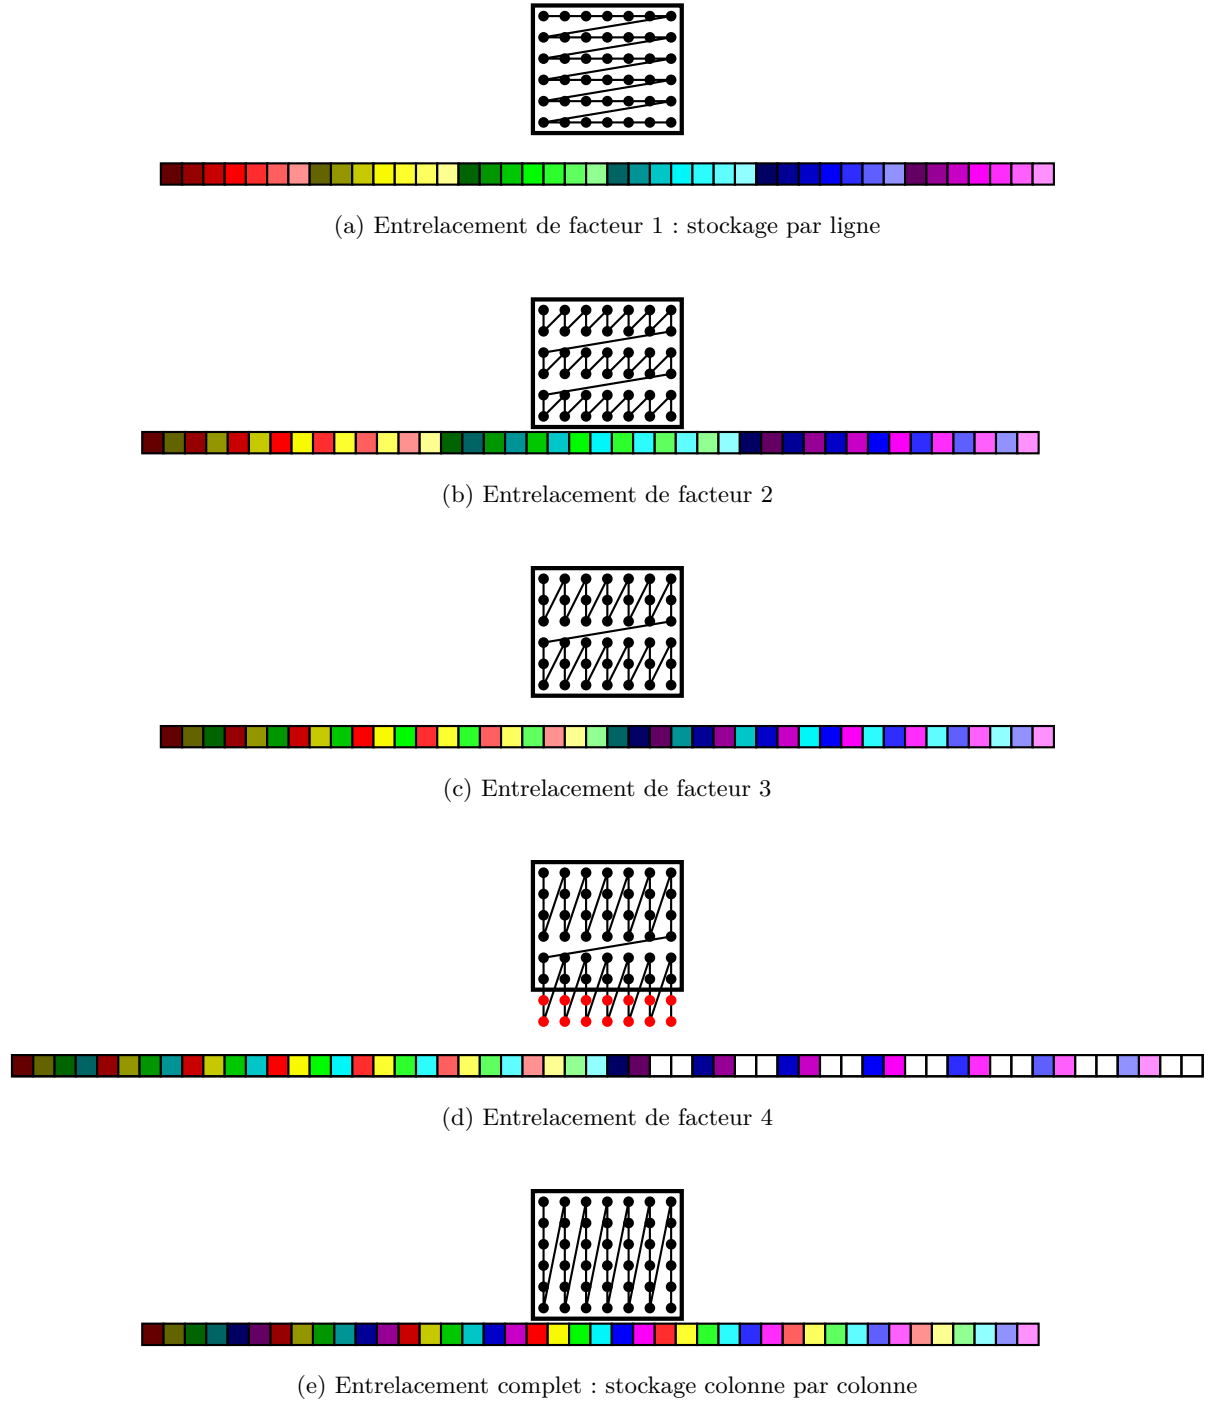 (a) Entrelacement de facteur 1 : stockage par ligne
(b) Entrelacement de facteur 2
(c) Entrelacement de facteur 3
(d) Entrelacement de facteur 4
(e) Entrelacement complet : stockage colonne par colonne